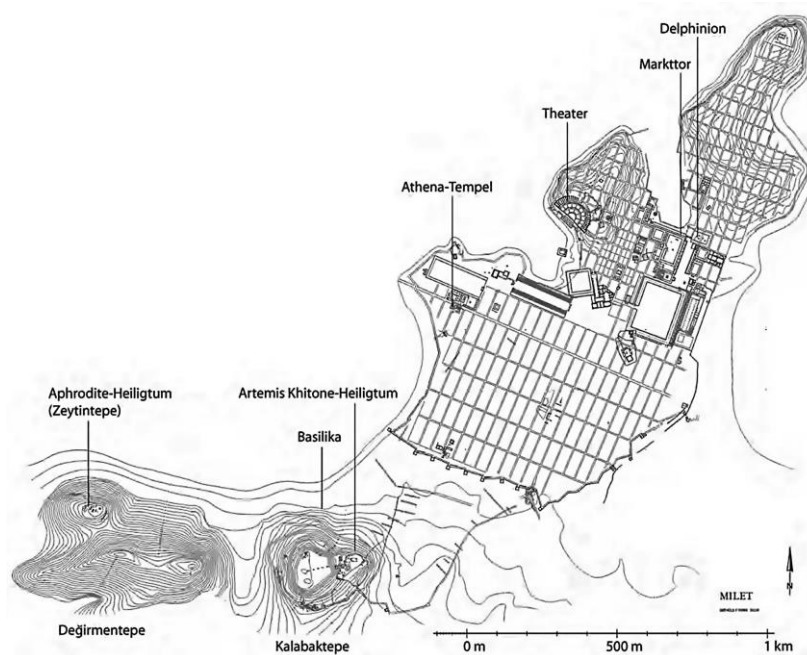 Delphinion
Markttor
Theater
Athena-Tempel
Aphrodite-Heiligtum
(Zeytintepe)
Artemis Khitone-Heiligtum
Basilika
MILET
N
Değirmentepe
Kalabaktepe
0 m
500 m
1 km